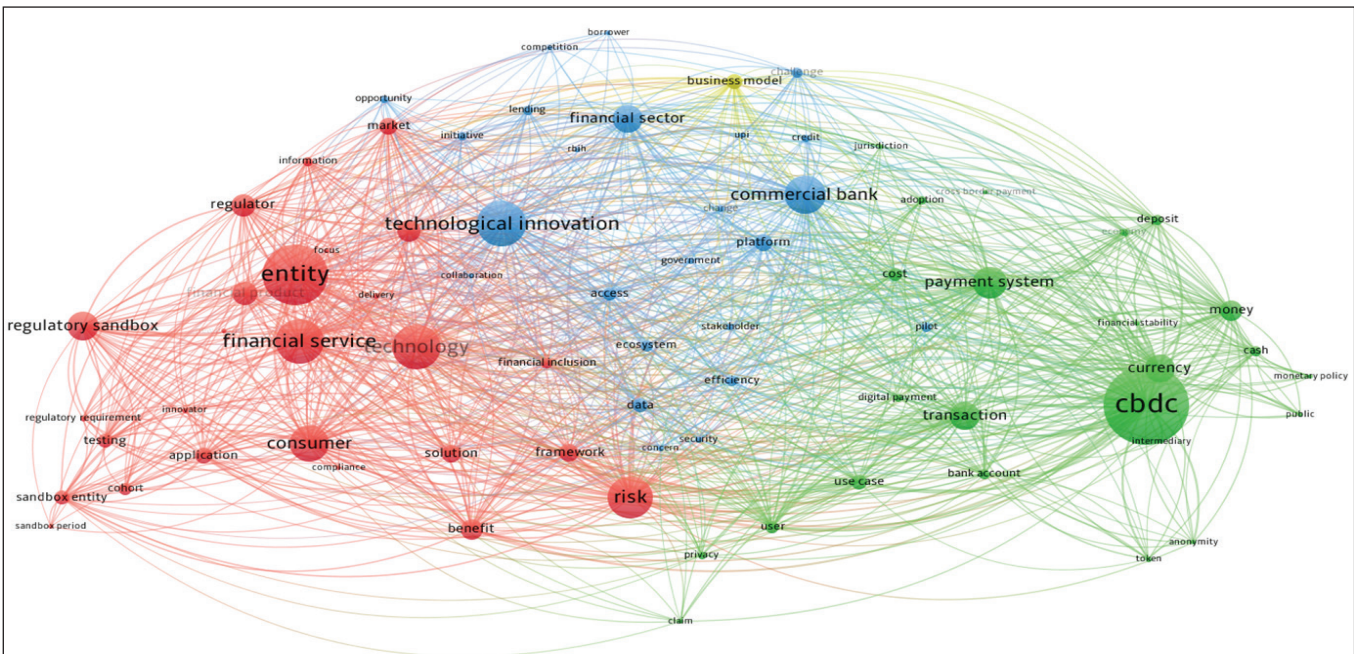 borrower
competition
challenge
business model
opportunity
lending
financial sector
market
initiative
upi
credit
rbih
jurisdiction
information
cross border payment
commercial bank
adoption
regulator
change
deposit
technological innovation
economy
platform
focus
government
entity
collaboration
cost
payment system
financial product
delivery
access
money
regulatory sandbox
stakeholder
pilot
financial stability
financial service
technology
ecosystem
cash
financial inclusion
currency
monetary policy
efficiency
digital payment
data
cbdc
innovator
regulatory requirement
transaction
public
testing
consumer
security
intermediary
concern
application
solution
framework
compliance
bank account
use case
cohort
sandbox entity
risk
sandbox period
benefit
user
anonymity
privacy
token
claim